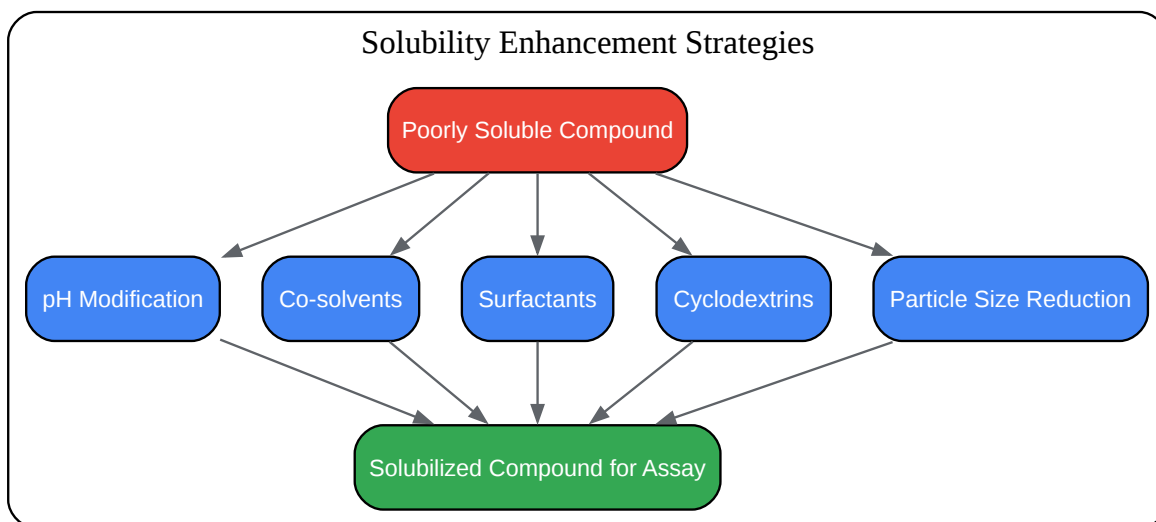 Solubility Enhancement Strategies
Poorly Soluble Compound
pH Modification
Co-solvents
Surfactants
Cyclodextrins
Particle Size Reduction
Solubilized Compound for Assay